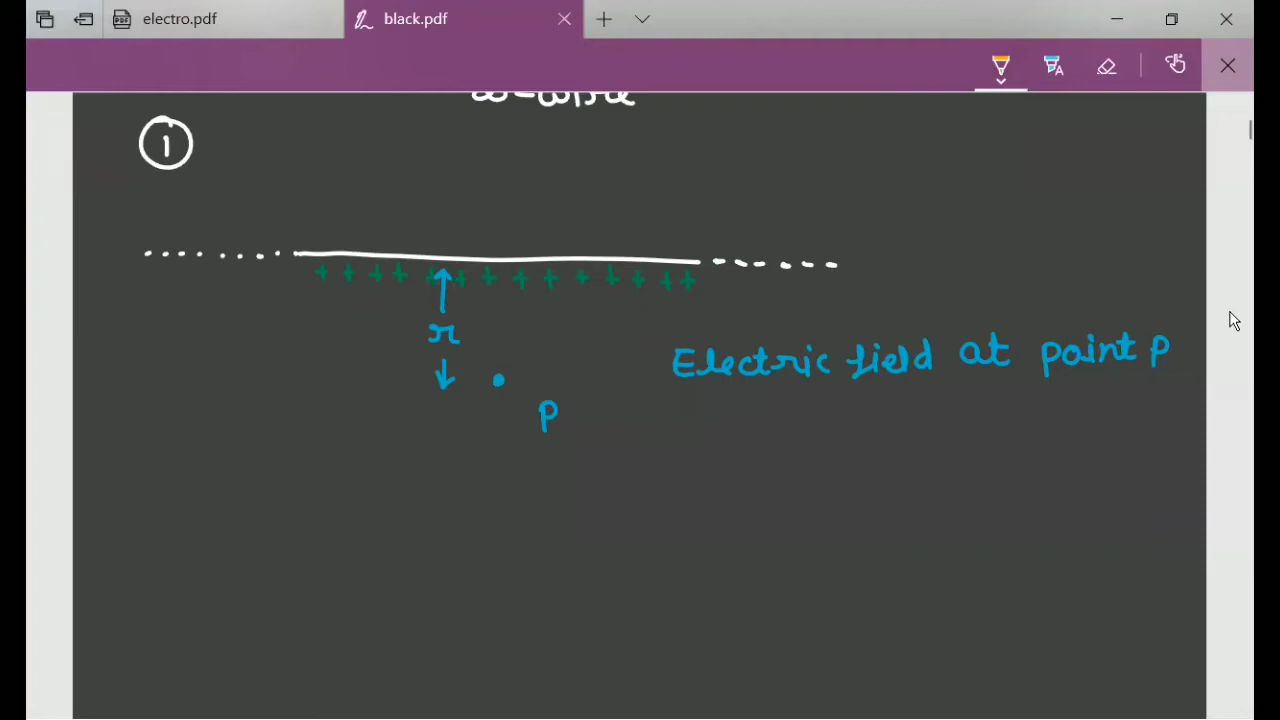 electro.pdf
black.pdf
1
r
Electric field at point P
P